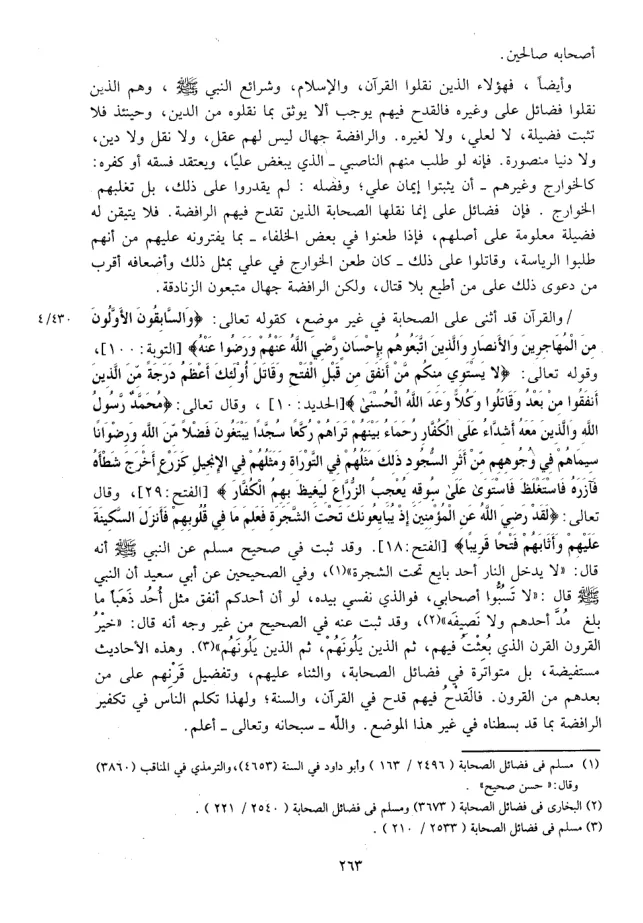 أصحابه صالحين.
وأيضاً ، فهؤلاء الذين نقلوا القرآن، والإسلام، وشرائع النبي ﷺ ، وهم الذين
نقلوا فضائل على وغيره فالقدح فيهم يوجب ألا يوثق بما نقلوه من الدين، وحينئذ فلا
تثبت فضيلة، لا لعلي، ولا لغيره. والرافضة جهال ليس لهم عقل، ولا نقل ولا دين،
ولا دنيا منصورة. فإنه لو طلب منهم الناصبي ـ الذي يبغض عليًا، ويعتقد فسقه أو كفره:
كالخوارج وغيرهم ـ أن يثبتوا إيمان علي؛ وفضله : لم يقدروا على ذلك، بل تغلبهم
الخوارج . فإن فضائل على إنما نقلها الصحابة الذين تقدح فيهم الرافضة. فلا يتيقن له
فضيلة معلومة على أصلهم، فإذا طعنوا في بعض الخلفاء ـ بما يفترونه عليهم من أنهم
طلبوا الرياسة، وقاتلوا على ذلك ـ كان طعن الخوارج في علي بمثل ذلك وأضعافه أقرب
من دعوى ذلك على من أطيع بلا قتال، ولكن الرافضة جهال متبعون الزنادقة.
٤/٤٣٠ / والقرآن قد أثنى على الصحابة في غير موضع، كقوله تعالى: ﴿وَالسَّابِقُونَ الأَوَّلُونَ
مِنَ الْمُهَاجِرِينَ وَالأَنصَارِ وَالَّذِينَ اتَّبَعُوهُم بِإِحْسَانٍ رَّضِيَ اللَّهُ عَنْهُمْ وَرَضُوا عَنْهُ﴾ [التوبة: ١٠٠]،
وقوله تعالى: ﴿لا يَسْتَوِي مِنكُم مَّنْ أَنفَقَ مِن قَبْلِ الْفَتْحِ وَقَاتَلَ أُولَئِكَ أَعْظَمُ دَرَجَةً مِّنَ الَّذِينَ
أَنفَقُوا مِنْ بَعْدُ وَقَاتَلُوا وَكُلاًّ وَعَدَ اللَّهُ الْحُسْنَىٰ﴾[الحديد: ١٠] ، وقال تعالى: ﴿مُحَمَّدٌ رَّسُولُ
اللَّهِ وَالَّذِينَ مَعَهُ أَشِدَّاءُ عَلَى الْكُفَّارِ رُحَمَاءُ بَيْنَهُمْ تَرَاهُمْ رُكَّعًا سُجَّدًا يَبْتَغُونَ فَضْلاً مِّنَ اللَّهِ وَرِضْوَانًا
سِيمَاهُمْ فِي وُجُوهِهِم مِّنْ أَثَرِ السُّجُودِ ذَلِكَ مَثَلُهُمْ فِي التَّوْرَاةِ وَمَثَلُهُمْ فِي الإِنجِيلِ كَزَرْعٍ أَخْرَجَ شَطْأَهُ
فَآزَرَهُ فَاسْتَغْلَظَ فَاسْتَوَىٰ عَلَىٰ سُوقِهِ يُعْجِبُ الزُّرَّاعَ لِيَغِيظَ بِهِمُ الْكُفَّارَ ﴾ [الفتح: ٢٩]، وقال
تعالى: ﴿لَقَدْ رَضِيَ اللَّهُ عَنِ الْمُؤْمِنِينَ إِذْ يُبَايِعُونَكَ تَحْتَ الشَّجَرَةِ فَعَلِمَ مَا فِي قُلُوبِهِمْ فَأَنزَلَ السَّكِينَةَ
عَلَيْهِمْ وَأَثَابَهُمْ فَتْحًا قَرِيبًا﴾ [الفتح: ١٨]. وقد ثبت في صحيح مسلم عن النبي ﷺ أنه
قال: «لا يدخل النار أحد بايع تحت الشجرة»(١)، وفي الصحيحين عن أبي سعيد أن النبي
ﷺ قال :«لا تَسُبُّوا أصحابي، فوالذي نفسي بيده، لو أن أحدكم أنفق مثل أُحُد ذَهَباً ما
بلغ مُدَّ أحدهم ولا نَصِيفَه»(٢)، وقد ثبت عنه في الصحيح من غير وجه أنه قال: «خَيْرُ
القرون القرن الذي بُعِثْتُ فيهم، ثم الذين يَلُونَهُمْ، ثم الذين يَلُونَهُم»(٣). وهذه الأحاديث
مستفيضة، بل متواترة في فضائل الصحابة، والثناء عليهم، وتفضيل قَرْنِهم على من
بعدهم من القرون. فالقَدْحُ فيهم قدح في القرآن، والسنة؛ ولهذا تكلم الناس في تكفير
الرافضة بما قد بسطناه في غير هذا الموضع. والله ـ سبحانه وتعالى ـ أعلم.
(١) مسلم فى فضائل الصحابة ( ٢٤٩٦ / ١٦٣ ) وأبو داود في السنة (٤٦٥٣)، والترمذي في المناقب (٣٨٦٠)
وقال:« حسن صحيح» .
(٢) البخارى فى فضائل الصحابة (٣٦٧٣) ومسلم فى فضائل الصحابة ( ٢٥٤٠ / ٢٢١ ) .
(٣) مسلم فى فضائل الصحابة ( ٢٥٣٣ / ٢١٠ ) .
٢٦٣